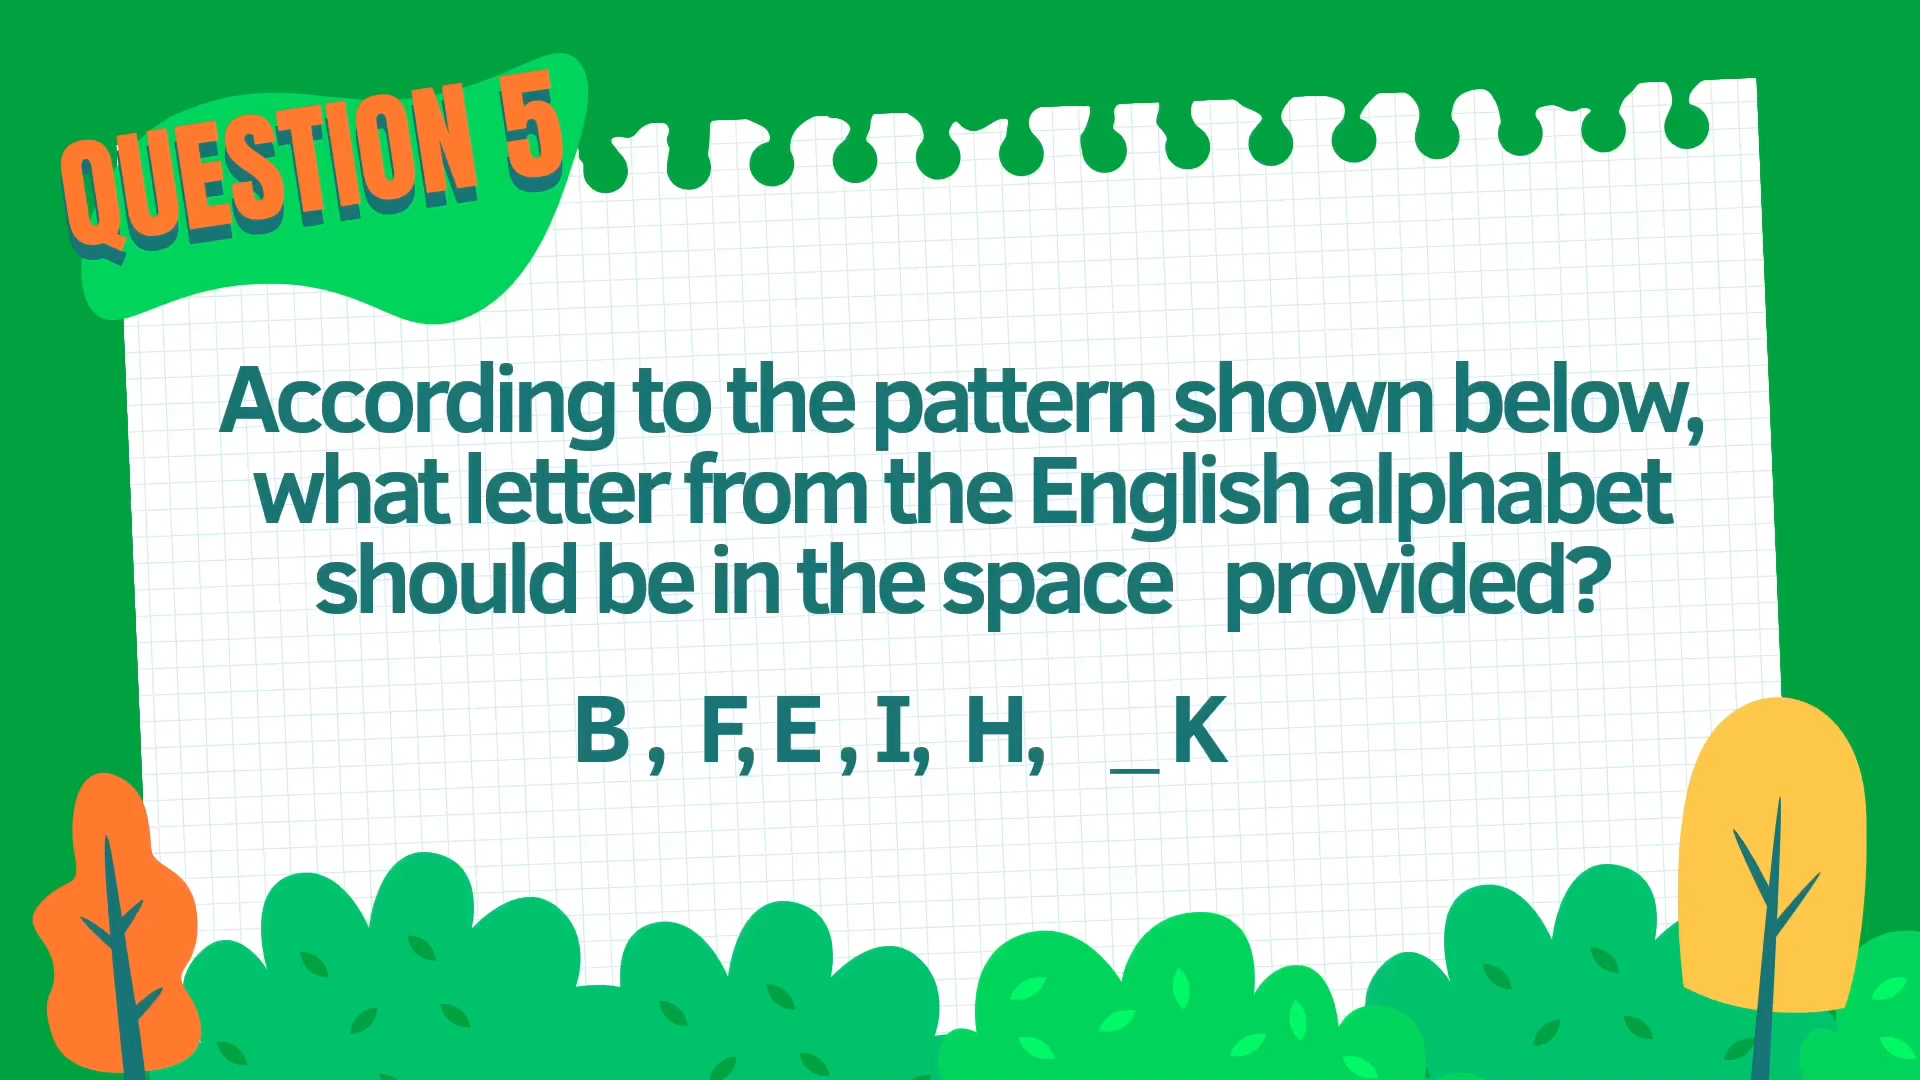 QUESTION 5
According to the pattern shown below,
what letter from the English alphabet
should be in the space provided?
B , F, E , I, H, _ K